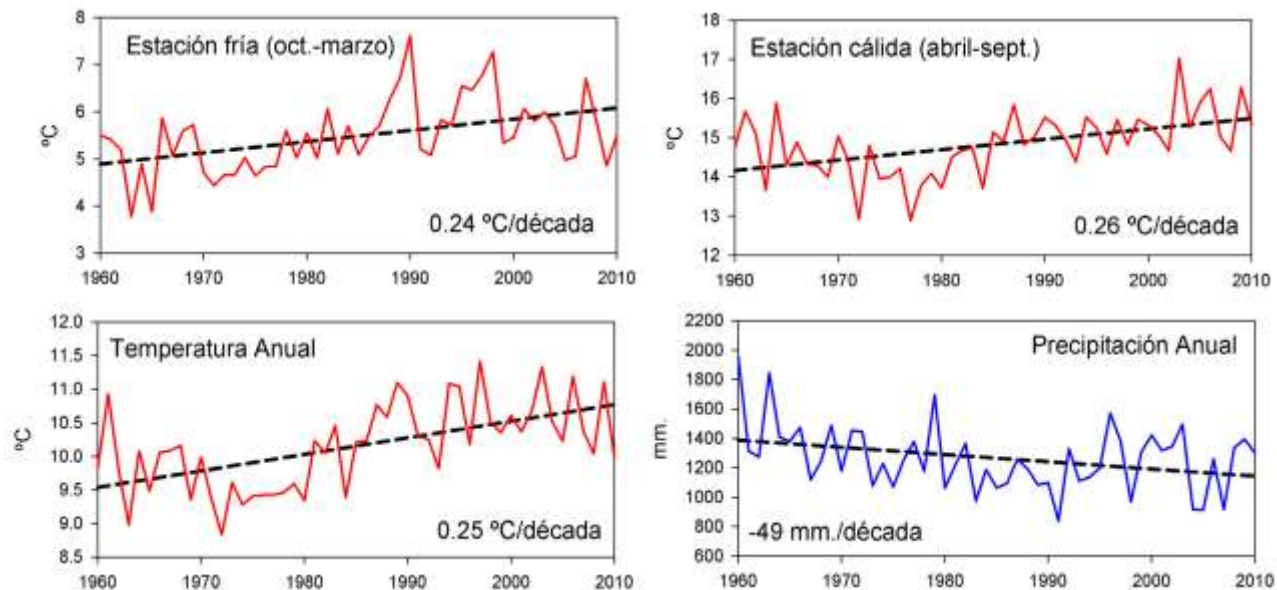 Estación fría (oct.-marzo)
ºC
8
7
6
5
4
3
0.24 ºC/década
1960 1970 1980 1990 2000 2010
Estación cálida (abril-sept.)
ºC
18
17
16
15
14
13
12
0.26 ºC/década
1960 1970 1980 1990 2000 2010
Temperatura Anual
ºC
12.0
11.5
11.0
10.5
10.0
9.5
9.0
8.5
0.25 ºC/década
1960 1970 1980 1990 2000 2010
Precipitación Anual
mm.
2200
2000
1800
1600
1400
1200
1000
800
600
-49 mm./década
1960 1970 1980 1990 2000 2010